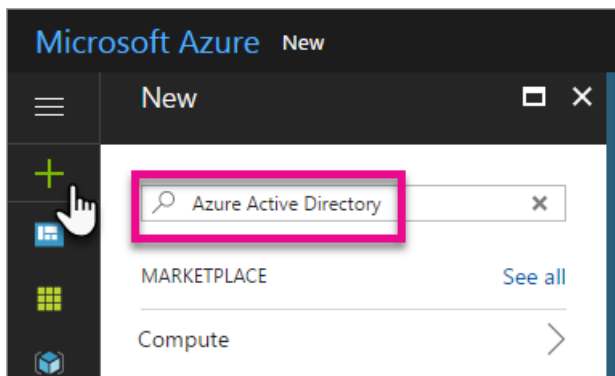 Microsoft Azure New
New
Azure Active Directory
MARKETPLACE See all
Compute